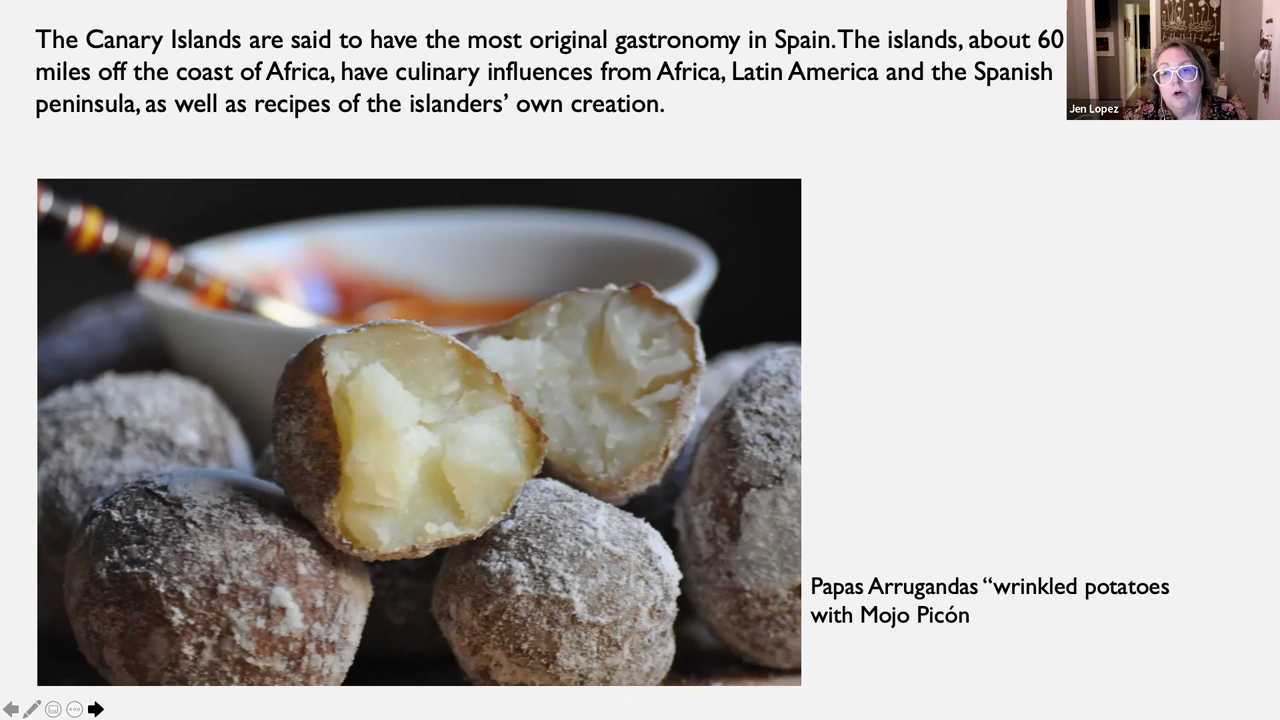 The Canary Islands are said to have the most original gastronomy in Spain. The islands, about 60
miles off the coast of Africa, have culinary influences from Africa, Latin America and the Spanish
peninsula, as well as recipes of the islanders’ own creation.
Jen Lopez
Papas Arrugandas “wrinkled potatoes
with Mojo Picón